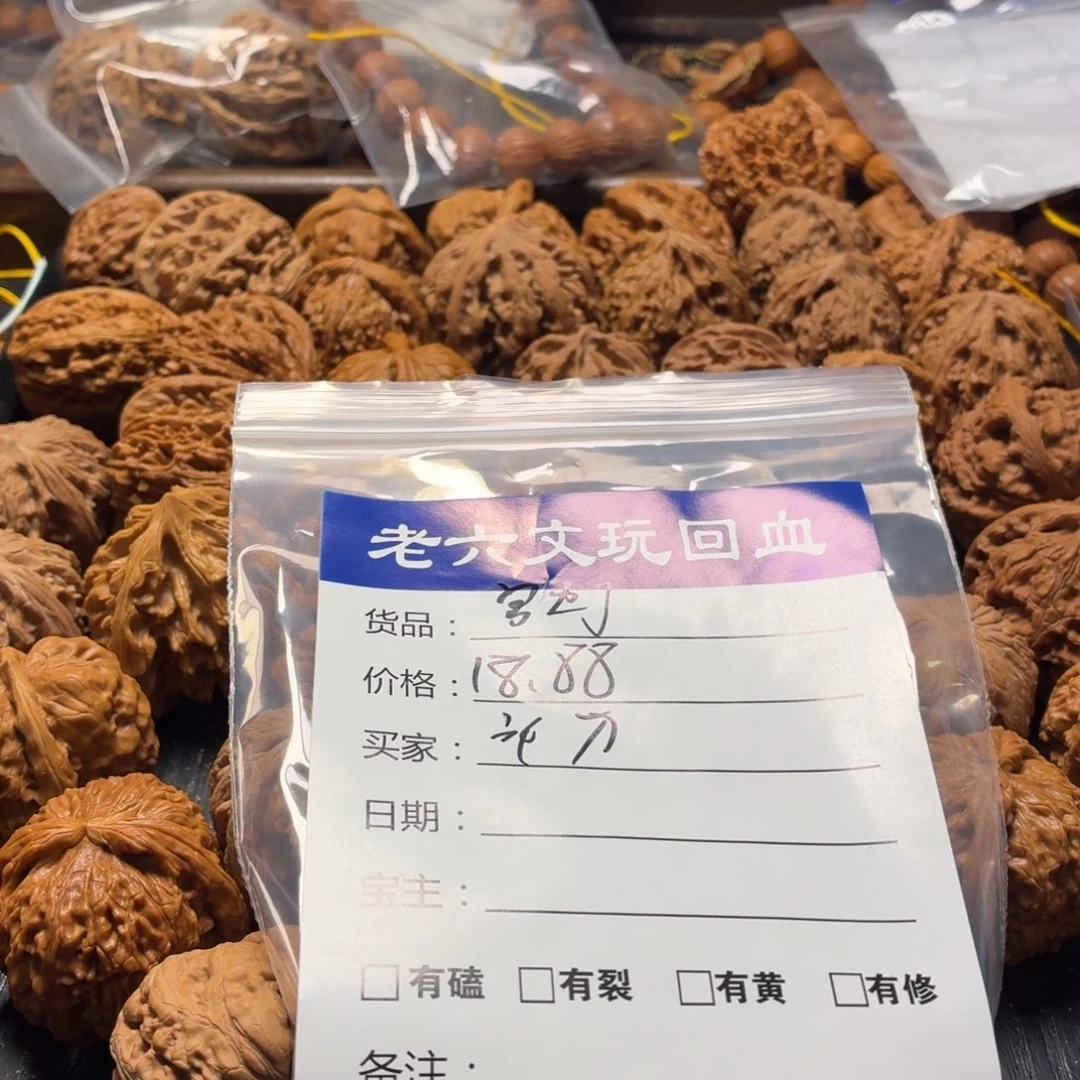 老六文玩回血
货品：
价格：18.88
买家：
日期：
宝主：
□有磕 □有裂 □有黄 □有修
备注：